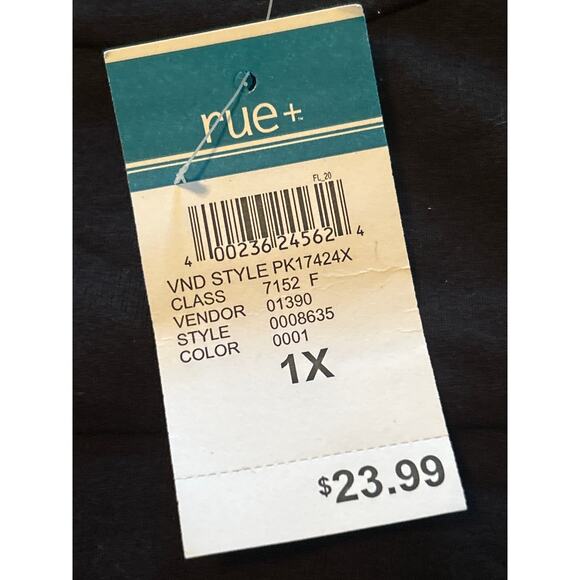 rue+™
FL_20
4 00236 24562 4
VND STYLE PK17424X
CLASS 7152 F
VENDOR 01390
STYLE 0008635
COLOR 0001
1X
$23.99